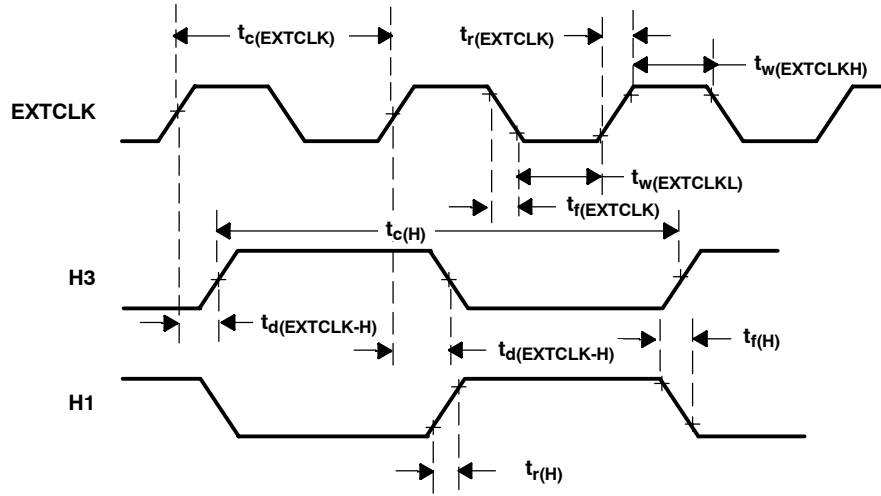 tc(EXTCLK)
tr(EXTCLK)
tw(EXTCLKH)
EXTCLK
tw(EXTCLKL)
tf(EXTCLK)
tc(H)
H3
td(EXTCLK-H)
td(EXTCLK-H)
tf(H)
H1
tr(H)